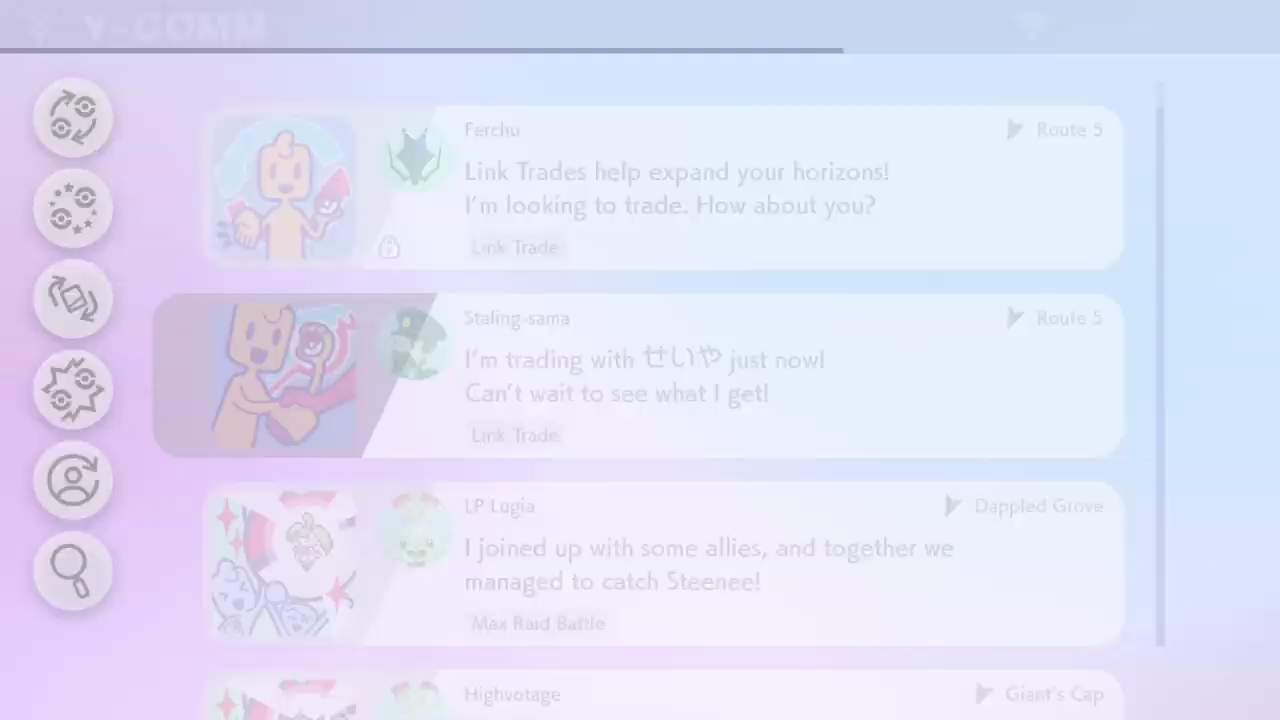 Y-COMM
Ferchu
Route 5
Link Trades help expand your horizons!
I'm looking to trade. How about you?
Link Trade
Staling-sama
Route 5
I'm trading with せいや just now!
Can't wait to see what I get!
Link Trade
LP Lugia
Dappled Grove
I joined up with some allies, and together we
managed to catch Steenee!
Max Raid Battle
Highvotage
Giant's Cap